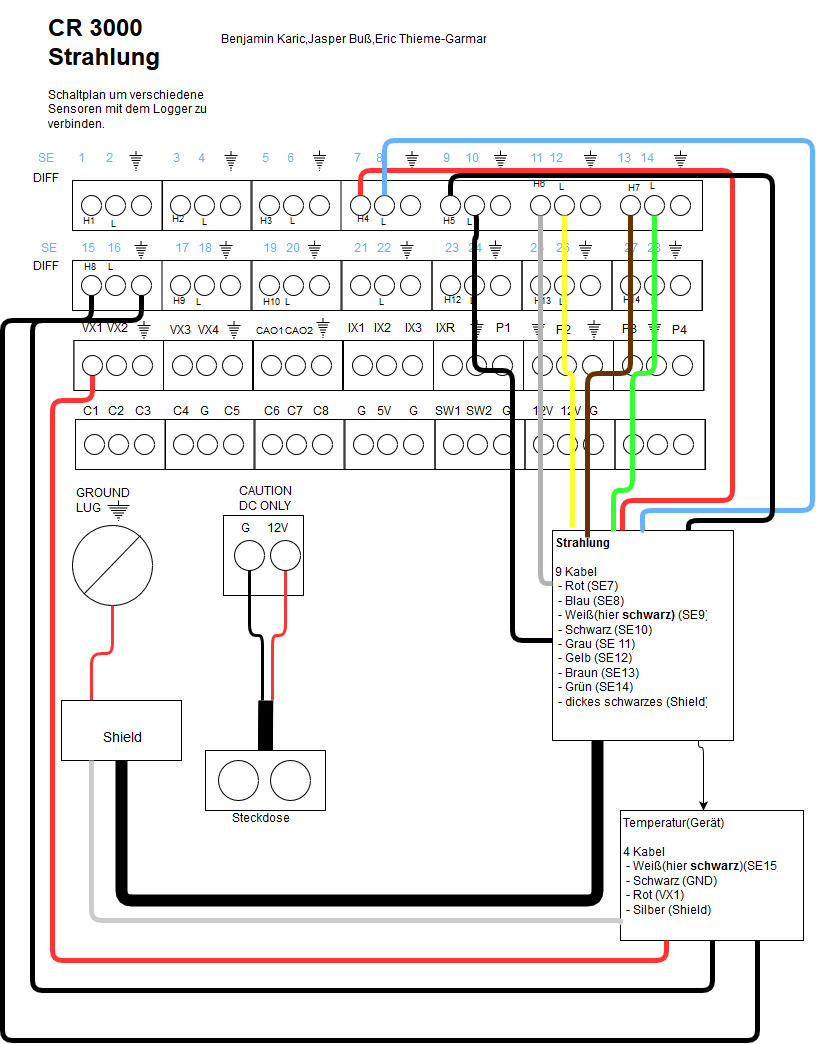 CR 3000
Strahlung
Benjamin Karic,Jasper Buß,Eric Thieme-Garmar
Schaltplan um verschiedene
Sensoren mit dem Logger zu
verbinden.
SE 1 2 3 4 5 6 7 8 9 10 11 12 13 14
DIFF
H1 L H2 L H3 L H4 L H5 L H6 L H7 L
SE 15 16 17 18 19 20 21 22 23 24 25 26 27 28
DIFF
H8 L H9 L H10 L L H12 L H13 L H14
VX1 VX2 VX3 VX4 CAO1 CAO2 IX1 IX2 IX3 IXR P1 P2 P3 P4
C1 C2 C3 C4 G C5 C6 C7 C8 G 5V G SW1 SW2 G 12V 12V G
GROUND
LUG
CAUTION
DC ONLY
G 12V
Strahlung
9 Kabel
- Rot (SE7)
- Blau (SE8)
- Weiß(hier schwarz) (SE9)
- Schwarz (SE10)
- Grau (SE 11)
- Gelb (SE12)
- Braun (SE13)
- Grün (SE14)
- dickes schwarzes (Shield)
Shield
Steckdose
Temperatur(Gerät)
4 Kabel
- Weiß(hier schwarz)(SE15
- Schwarz (GND)
- Rot (VX1)
- Silber (Shield)